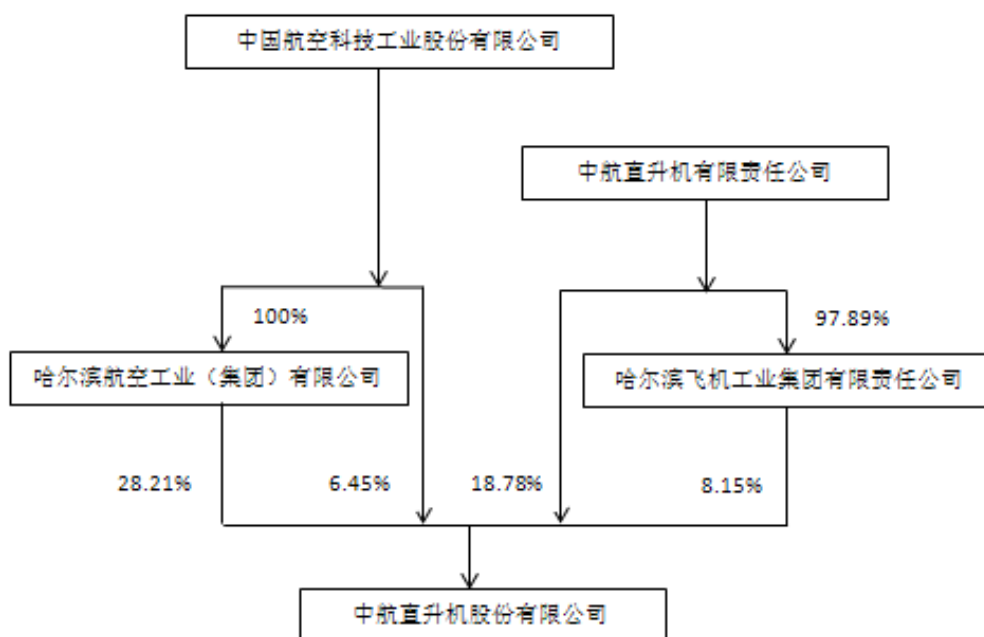 中国航空科技工业股份有限公司
中航直升机有限责任公司
100%
97.89%
哈尔滨航空工业（集团）有限公司
哈尔滨飞机工业集团有限责任公司
28.21%
6.45%
18.78%
8.15%
中航直升机股份有限公司